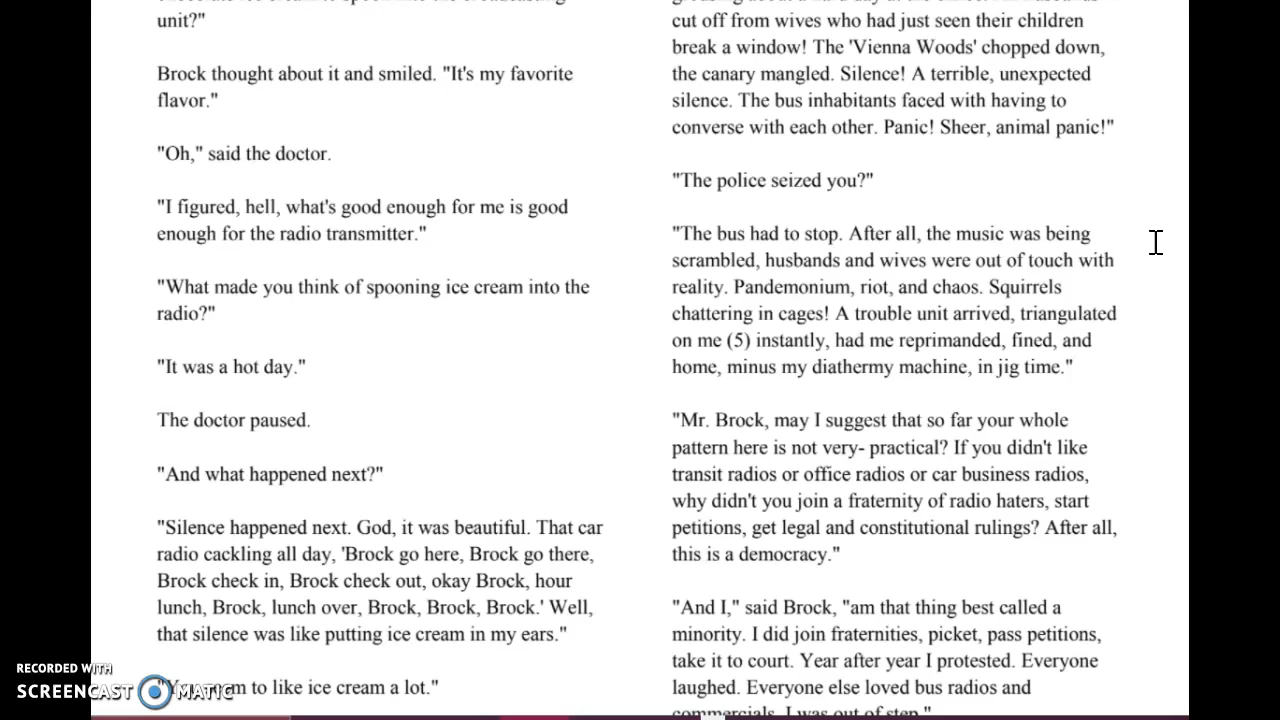 unit?"
Brock thought about it and smiled. "It's my favorite
flavor."
"Oh," said the doctor.
"I figured, hell, what's good enough for me is good
enough for the radio transmitter."
"What made you think of spooning ice cream into the
radio?"
"It was a hot day."
The doctor paused.
"And what happened next?"
"Silence happened next. God, it was beautiful. That car
radio cackling all day, 'Brock go here, Brock go there,
Brock check in, Brock check out, okay Brock, hour
lunch, Brock, lunch over, Brock, Brock, Brock.' Well,
that silence was like putting ice cream in my ears."
to like ice cream a lot."
cut off from wives who had just seen their children
break a window! The 'Vienna Woods' chopped down,
the canary mangled. Silence! A terrible, unexpected
silence. The bus inhabitants faced with having to
converse with each other. Panic! Sheer, animal panic!"
"The police seized you?"
"The bus had to stop. After all, the music was being
scrambled, husbands and wives were out of touch with
reality. Pandemonium, riot, and chaos. Squirrels
chattering in cages! A trouble unit arrived, triangulated
on me (5) instantly, had me reprimanded, fined, and
home, minus my diathermy machine, in jig time."
"Mr. Brock, may I suggest that so far your whole
pattern here is not very- practical? If you didn't like
transit radios or office radios or car business radios,
why didn't you join a fraternity of radio haters, start
petitions, get legal and constitutional rulings? After all,
this is a democracy."
"And I," said Brock, "am that thing best called a
minority. I did join fraternities, picket, pass petitions,
take it to court. Year after year I protested. Everyone
laughed. Everyone else loved bus radios and
commercials. I was out of step."
RECORDED WITH
SCREENCAST MATIC